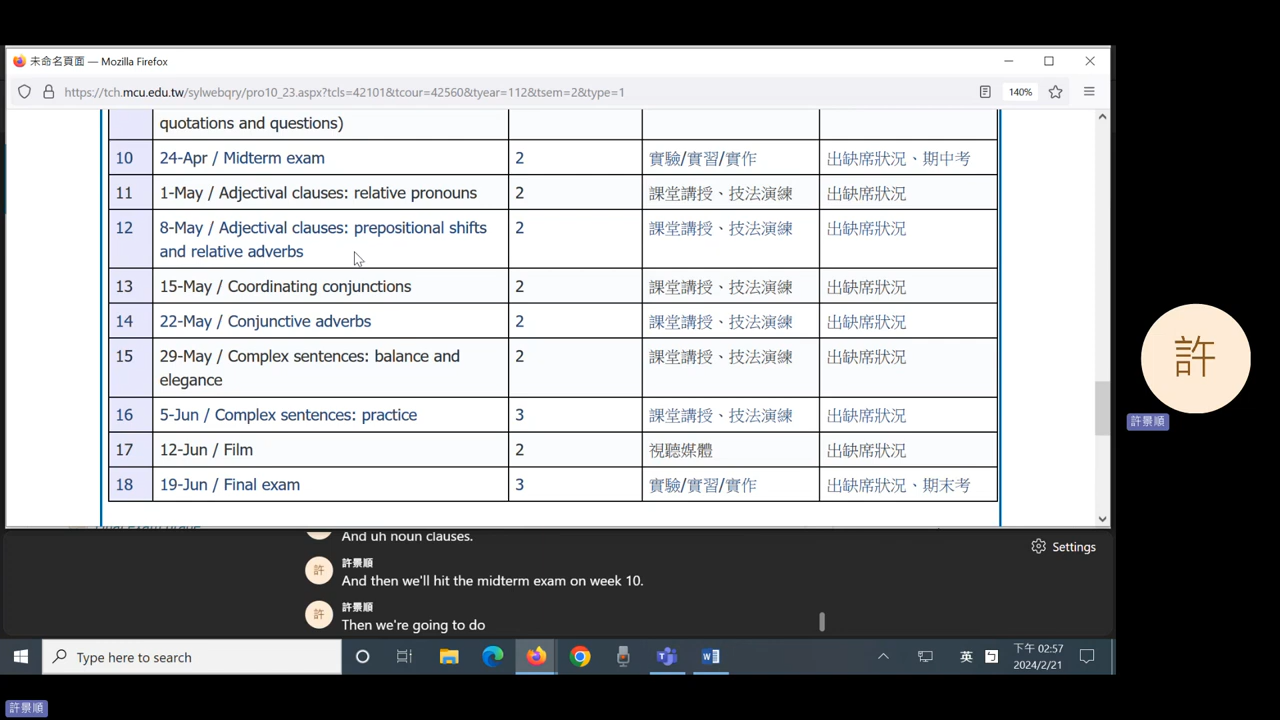 未命名頁面 — Mozilla Firefox
https://tch.mcu.edu.tw/sylwebqry/pro10_23.aspx?tcls=42101&tcour=42560&tyear=112&tsem=2&type=1
140%
quotations and questions)
10 24-Apr / Midterm exam 2 實驗/實習/實作 出缺席狀況、期中考
11 1-May / Adjectival clauses: relative pronouns 2 課堂講授、技法演練 出缺席狀況
12 8-May / Adjectival clauses: prepositional shifts 2 課堂講授、技法演練 出缺席狀況
and relative adverbs
13 15-May / Coordinating conjunctions 2 課堂講授、技法演練 出缺席狀況
14 22-May / Conjunctive adverbs 2 課堂講授、技法演練 出缺席狀況
15 29-May / Complex sentences: balance and 2 課堂講授、技法演練 出缺席狀況
elegance
16 5-Jun / Complex sentences: practice 3 課堂講授、技法演練 出缺席狀況
17 12-Jun / Film 2 視聽媒體 出缺席狀況
18 19-Jun / Final exam 3 實驗/實習/實作 出缺席狀況、期末考
許
許景順
And uh noun clauses.
Settings
許 許景順
And then we'll hit the midterm exam on week 10.
許 許景順
Then we're going to do
Type here to search
英
下午 02:57
2024/2/21
許景順